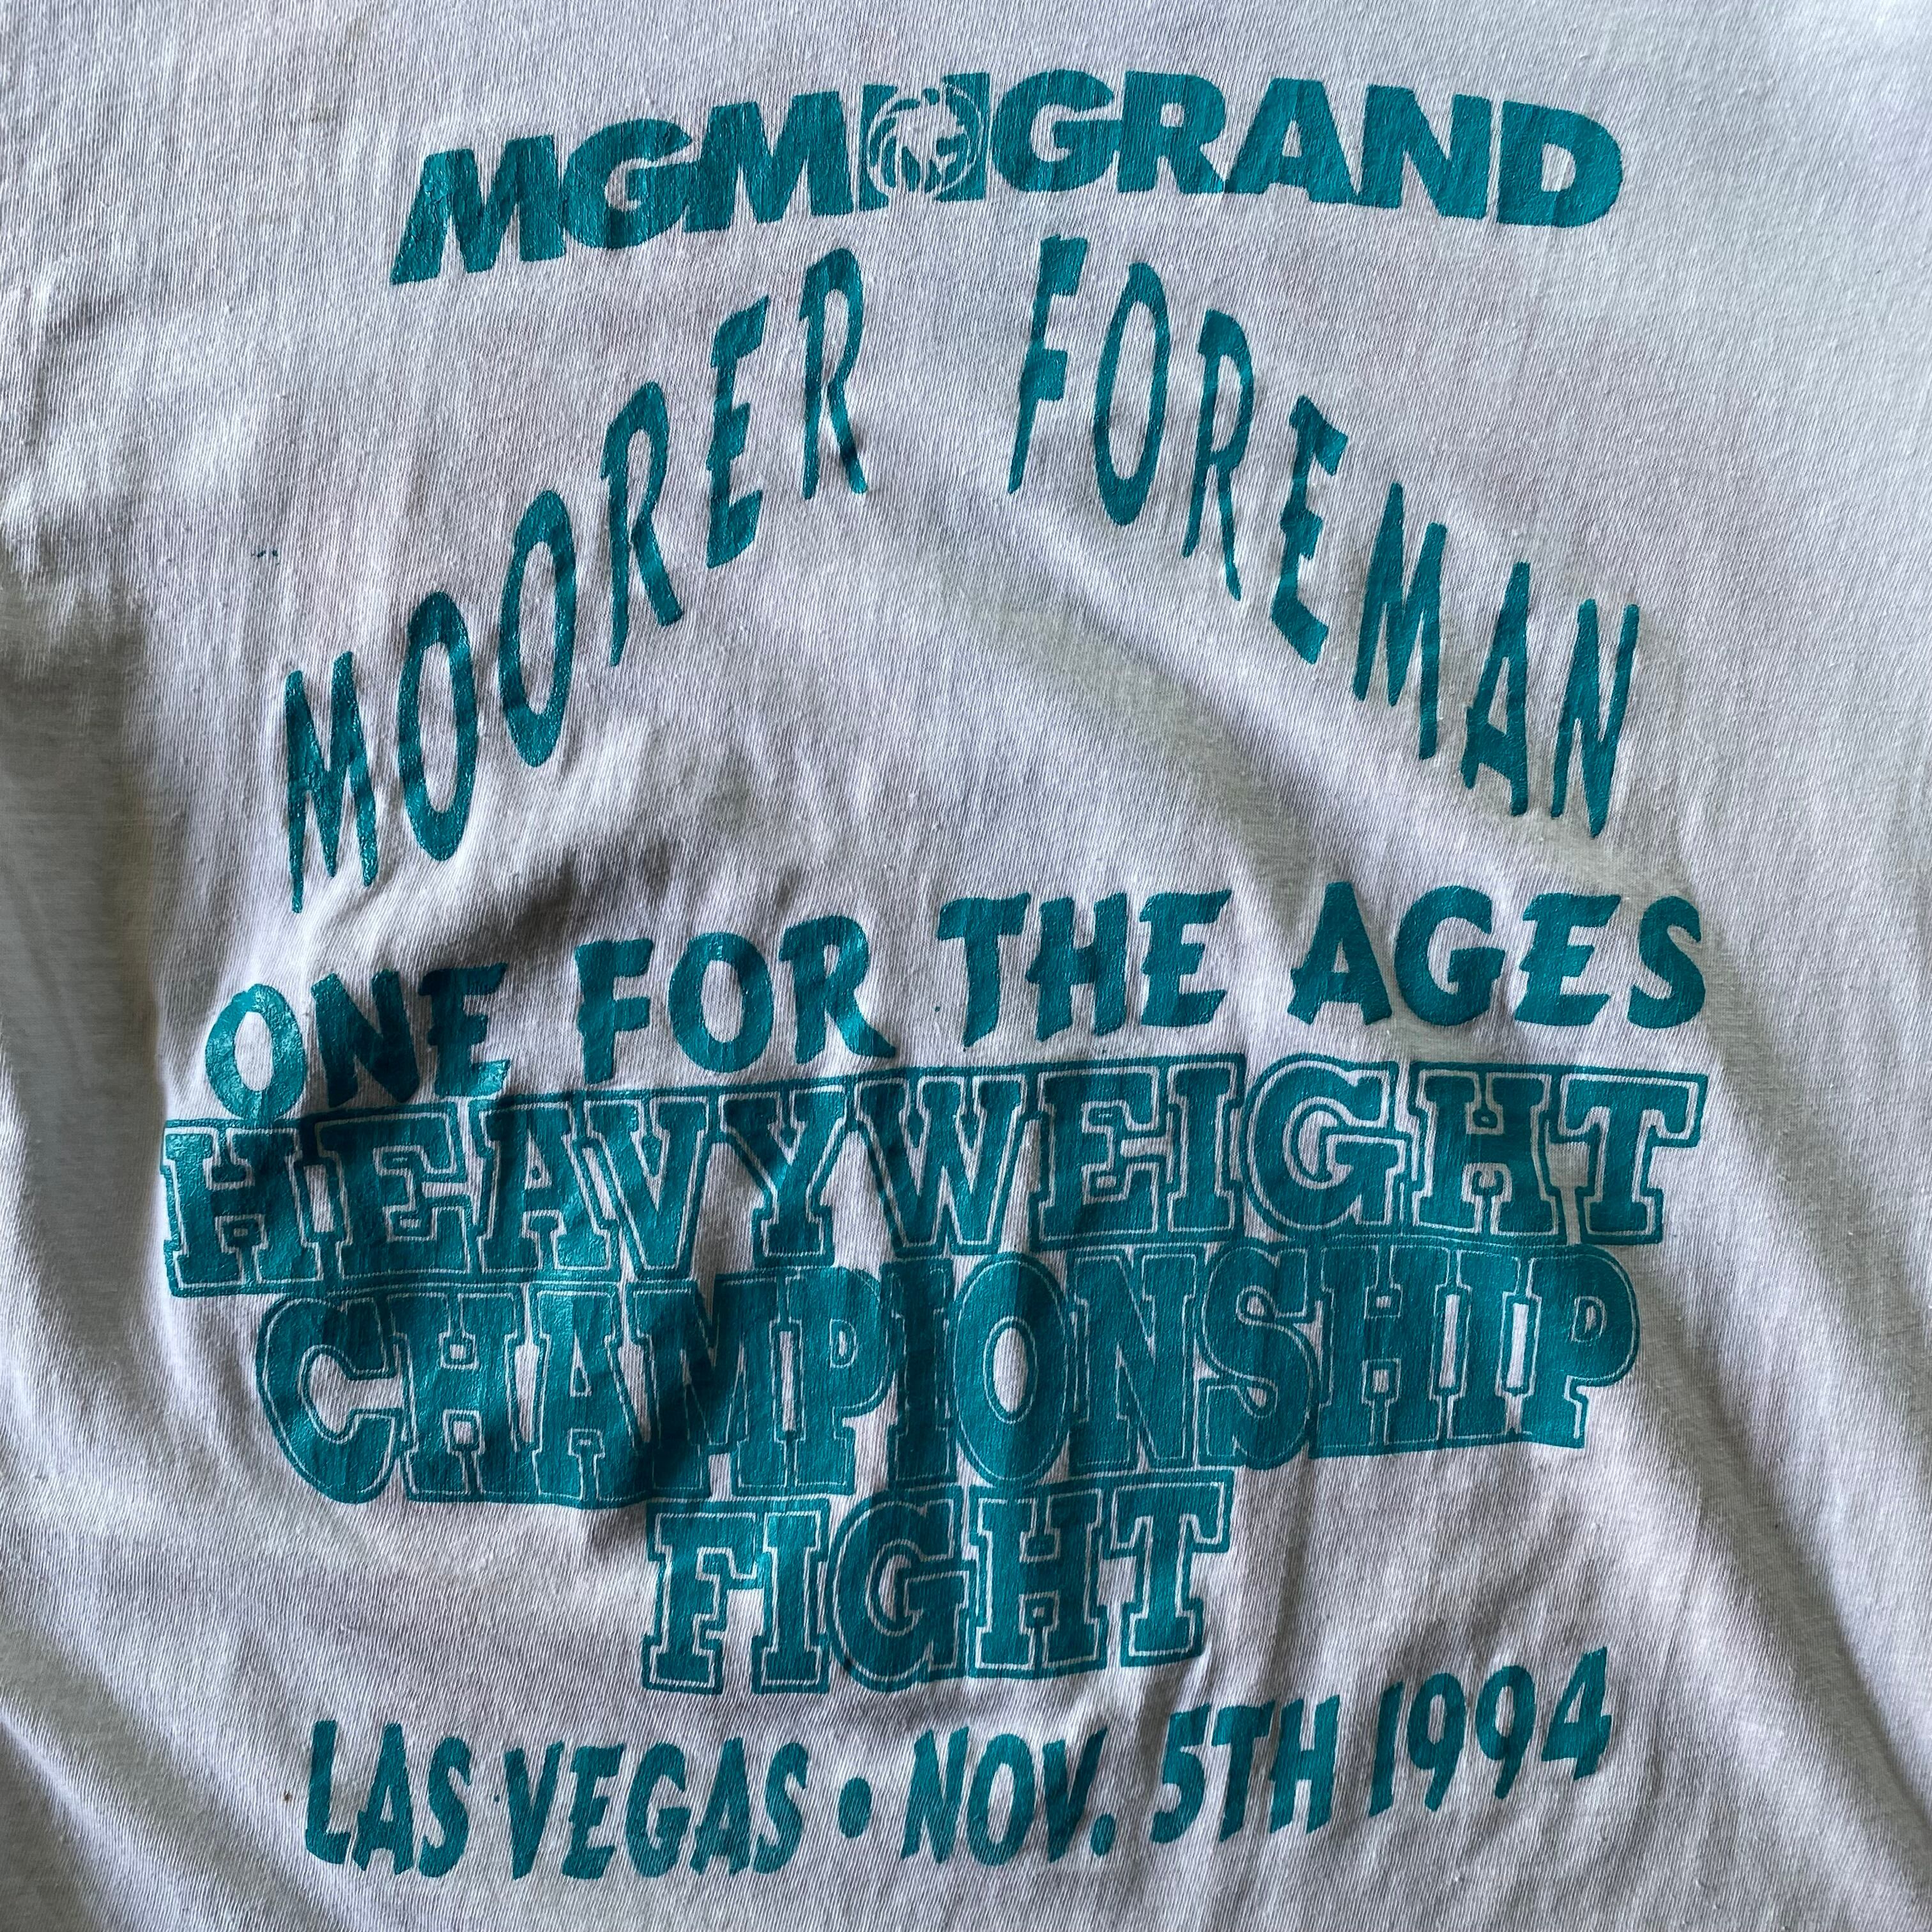 MGM GRAND
MOORER FOREMAN
ONE FOR THE AGES
HEAVYWEIGHT
CHAMPIONSHIP
FIGHT
LAS VEGAS • NOV. 5TH 1994